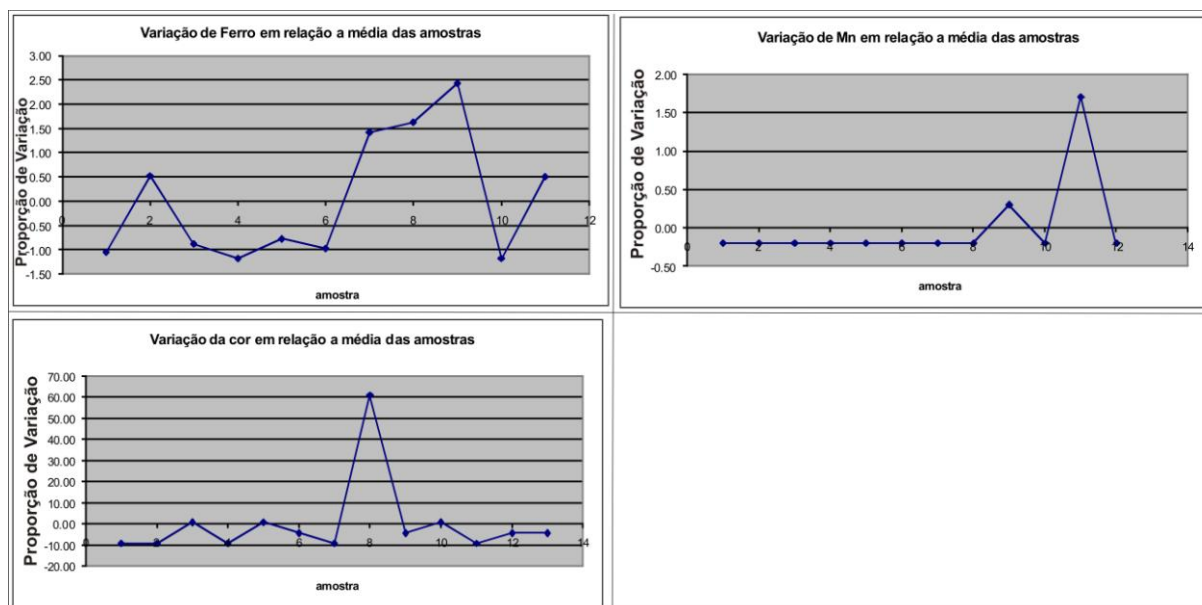 Variação de Ferro em relação a média das amostras
Proporção de Variação
3.00
2.50
2.00
1.50
1.00
0.50
0.00
-0.50
-1.00
-1.50
0 2 4 6 8 10 12
amostra
Variação de Mn em relação a média das amostras
Proporção de Variação
2.00
1.50
1.00
0.50
0.00
-0.50
0 2 4 6 8 10 12 14
amostra
Variação da cor em relação a média das amostras
Proporção de Variação
70.00
60.00
50.00
40.00
30.00
20.00
10.00
0.00
-10.00
-20.00
0 2 4 6 8 10 12 14
amostra